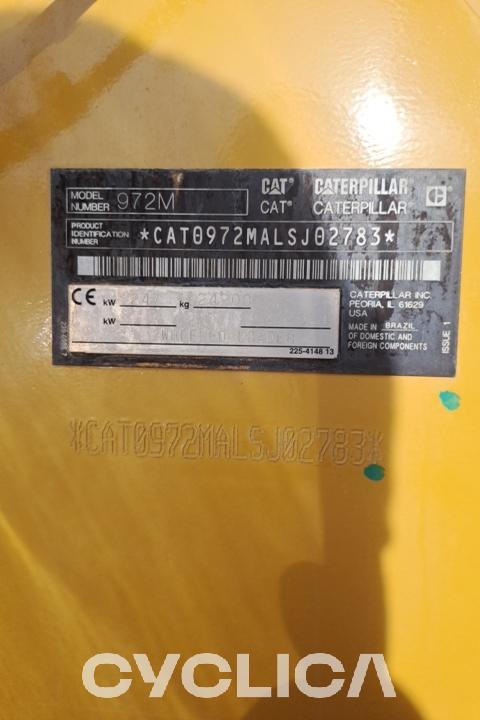 MODEL NUMBER 972M
CAT® CATERPILLAR®
CAT® CATERPILLAR®
PRODUCT IDENTIFICATION NUMBER *CAT0972MALSJ02783*
CE kW kg
kW
225-4148 13
CATERPILLAR INC.
PEORIA, IL 61629
USA
MADE IN BRAZIL
OF DOMESTIC AND
FOREIGN COMPONENTS
ISSUE 1
*CAT0972MALSJ02783*
CYCLICA